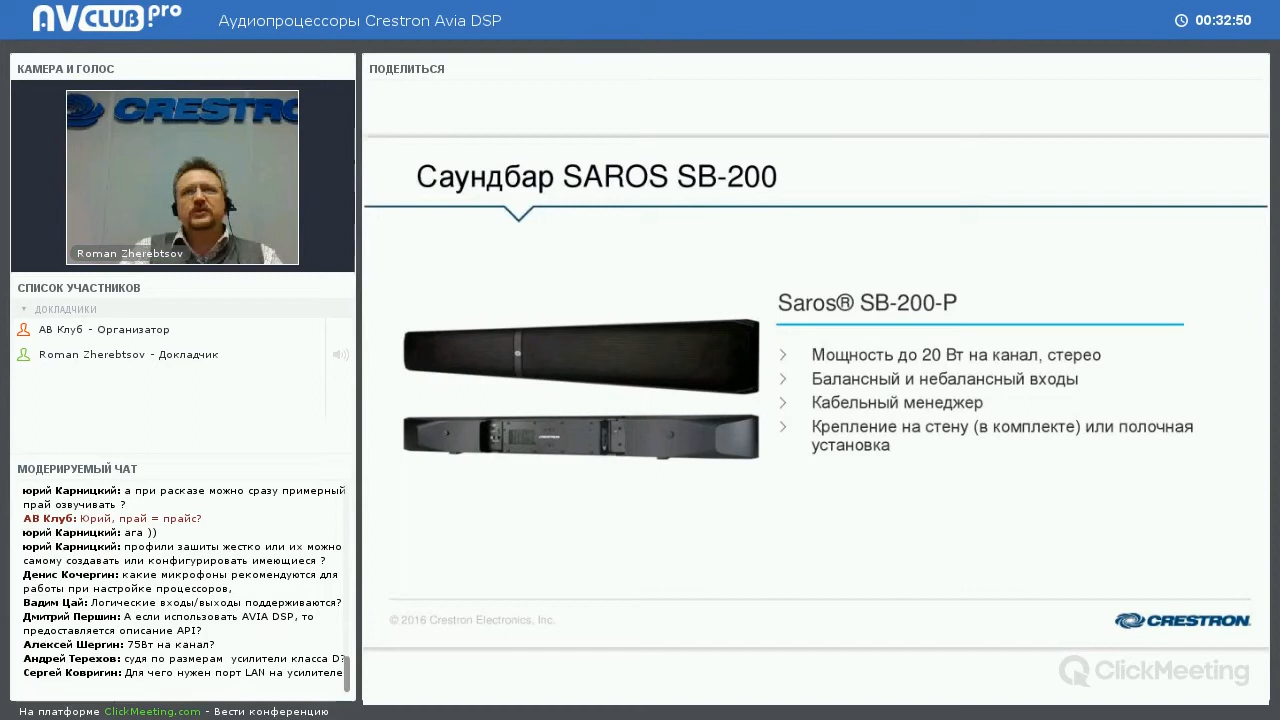 AVCLUB.pro
Аудиопроцессоры Crestron Avia DSP
00:32:50
КАМЕРА И ГОЛОС
CRESTRO
Roman Zherebtsov
СПИСОК УЧАСТНИКОВ
ДОКЛАДЧИКИ
АВ Клуб - Организатор
Roman Zherebtsov - Докладчик
МОДЕРИРУЕМЫЙ ЧАТ
юрий Карницкий: а при расказе можно сразу примерный
прай озвучивать ?
АВ Клуб: Юрий, прай = прайс?
юрий Карницкий: ага ))
юрий Карницкий: профили зашиты жестко или их можно
самому создавать или конфигурировать имеющиеся ?
Денис Кочергин: какие микрофоны рекомендуются для
работы при настройке процессоров,
Вадим Цай: Логические входы/выходы поддерживаются?
Дмитрий Першин: А если использовать AVIA DSP, то
предоставляется описание API?
Алексей Шергин: 75Вт на канал?
Андрей Терехов: судя по размерам усилители класса D?
Сергей Ковригин: Для чего нужен порт LAN на усилителе
На платформе ClickMeeting.com - Вести конференцию
ПОДЕЛИТЬСЯ
Саундбар SAROS SB-200
Saros® SB-200-P
Мощность до 20 Вт на канал, стерео
Балансный и небалансный входы
Кабельный менеджер
Крепление на стену (в комплекте) или полочная
установка
CRESTRON
© 2016 Crestron Electronics, Inc.
CRESTRON
ClickMeeting